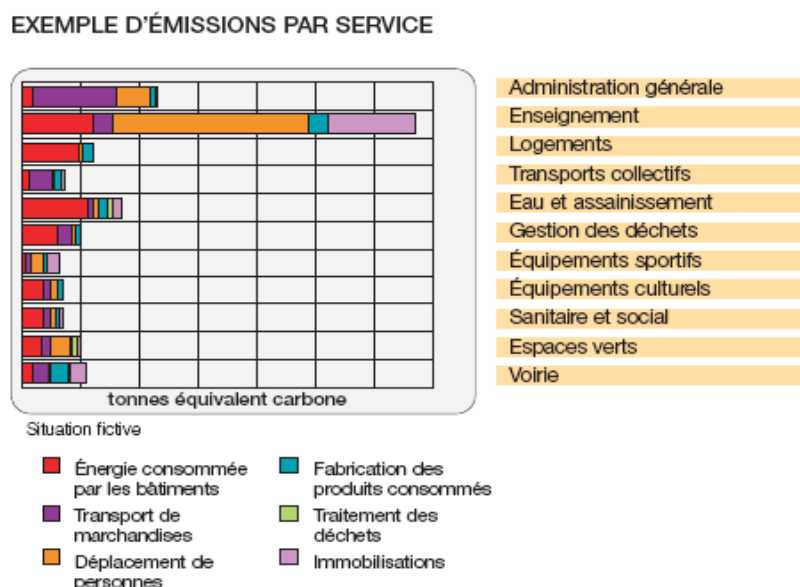 EXEMPLE D'ÉMISSIONS PAR SERVICE
Administration générale
Enseignement
Logements
Transports collectifs
Eau et assainissement
Gestion des déchets
Équipements sportifs
Équipements culturels
Sanitaire et social
Espaces verts
Voirie
tonnes équivalent carbone
Situation fictive
Énergie consommée
par les bâtiments
Transport de
marchandises
Déplacement de
personnes
Fabrication des
produits consommés
Traitement des
déchets
Immobilisations